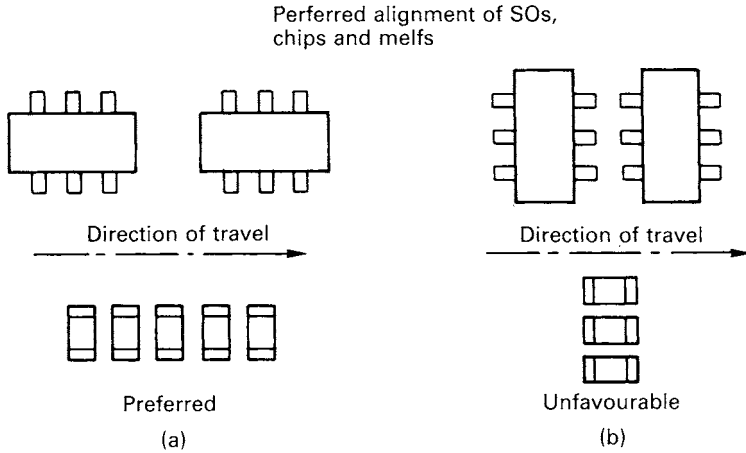 Perferred alignment of SOs,
chips and melfs
Direction of travel
Preferred
(a)
Direction of travel
Unfavourable
(b)